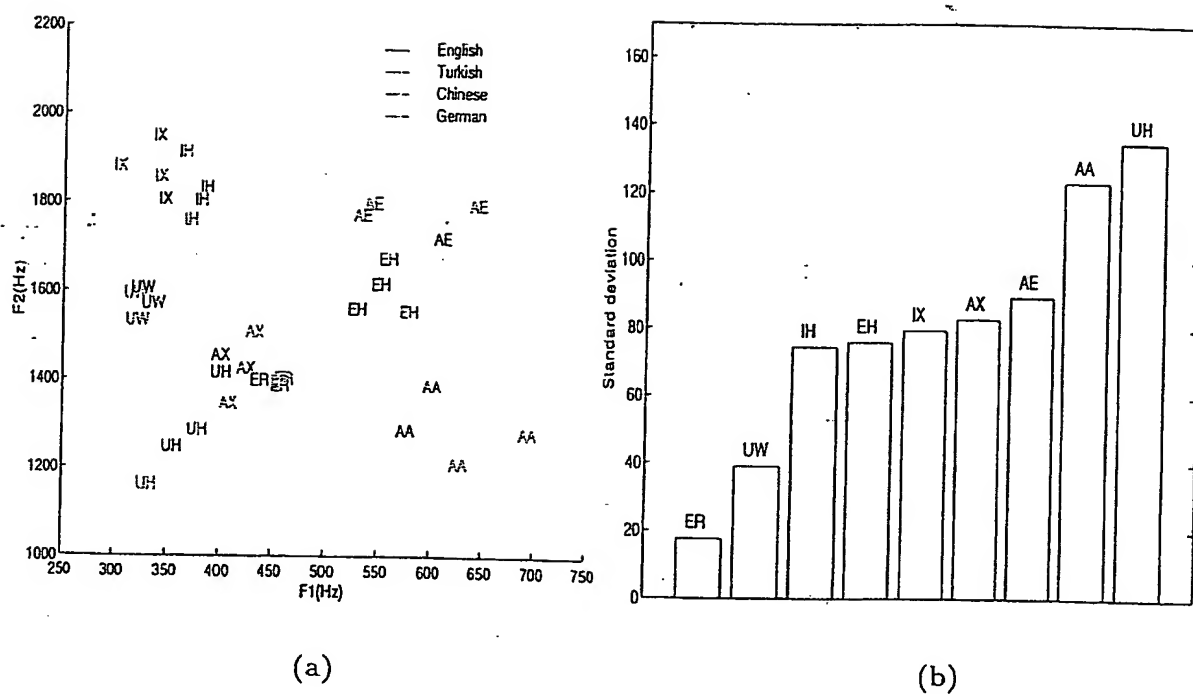 2200
2000
1800
1600
1400
1200
1000
F2(Hz)
English
Turkish
Chinese
German
IX
IX
IH
IX
IH
IX
IH
IH
AE
AE
AE
AE
EH
EH
EH
EH
UW
UW
UW
AX
AX
AX
UH
ER
AX
AA
UH
AA
AA
UH
AA
UH
250 300 350 400 450 500 550 600 650 700 750
F1(Hz)
(a)
160
140
120
100
80
60
40
20
0
Standard deviation
ER
UW
IH
EH
IX
AX
AE
AA
UH
(b)